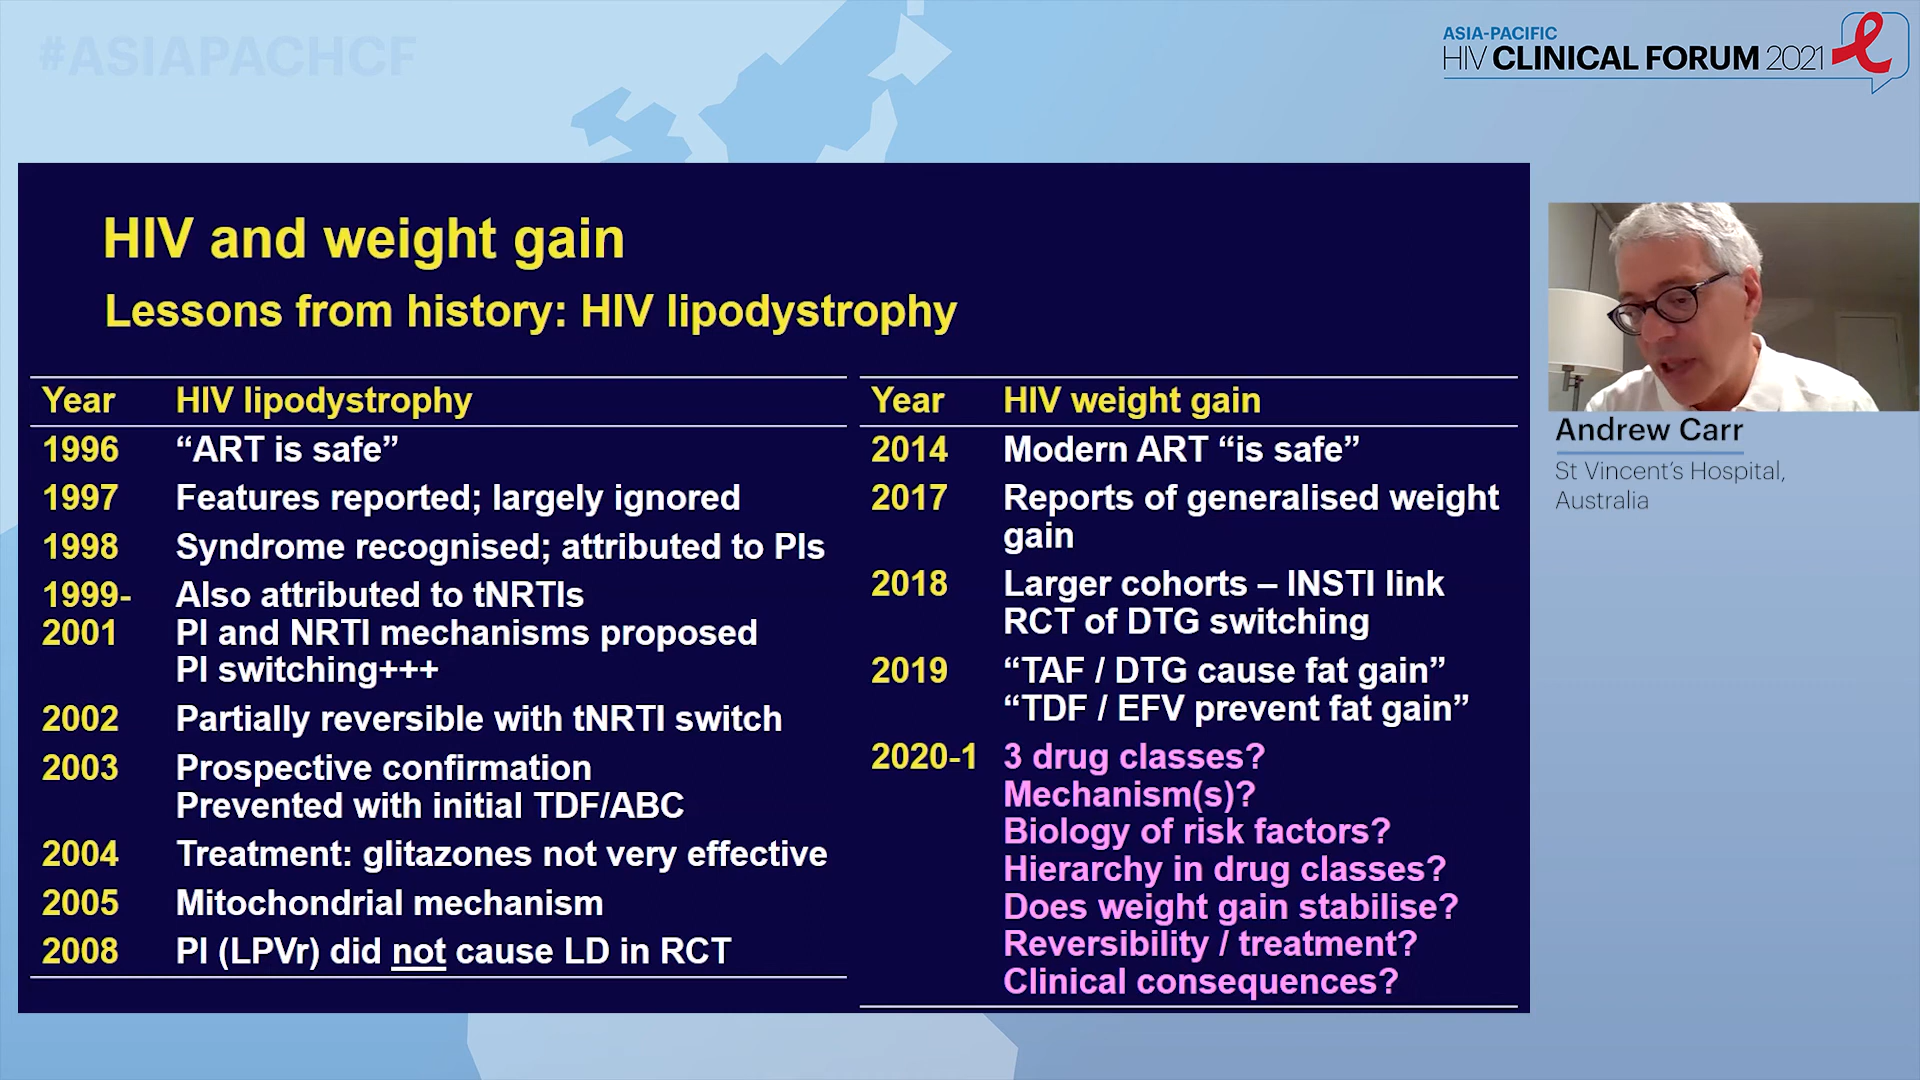 #ASIAPACHCF
ASIA-PACIFIC
HIV CLINICAL FORUM 2021
HIV and weight gain
Lessons from history: HIV lipodystrophy
Year HIV lipodystrophy
1996 “ART is safe”
1997 Features reported; largely ignored
1998 Syndrome recognised; attributed to PIs
1999- Also attributed to tNRTIs
2001 PI and NRTI mechanisms proposed
PI switching+++
2002 Partially reversible with tNRTI switch
2003 Prospective confirmation
Prevented with initial TDF/ABC
2004 Treatment: glitazones not very effective
2005 Mitochondrial mechanism
2008 PI (LPVr) did not cause LD in RCT
Year HIV weight gain
2014 Modern ART “is safe”
2017 Reports of generalised weight
gain
2018 Larger cohorts – INSTI link
RCT of DTG switching
2019 “TAF / DTG cause fat gain”
“TDF / EFV prevent fat gain”
2020-1 3 drug classes?
Mechanism(s)?
Biology of risk factors?
Hierarchy in drug classes?
Does weight gain stabilise?
Reversibility / treatment?
Clinical consequences?
Andrew Carr
St Vincent’s Hospital,
Australia